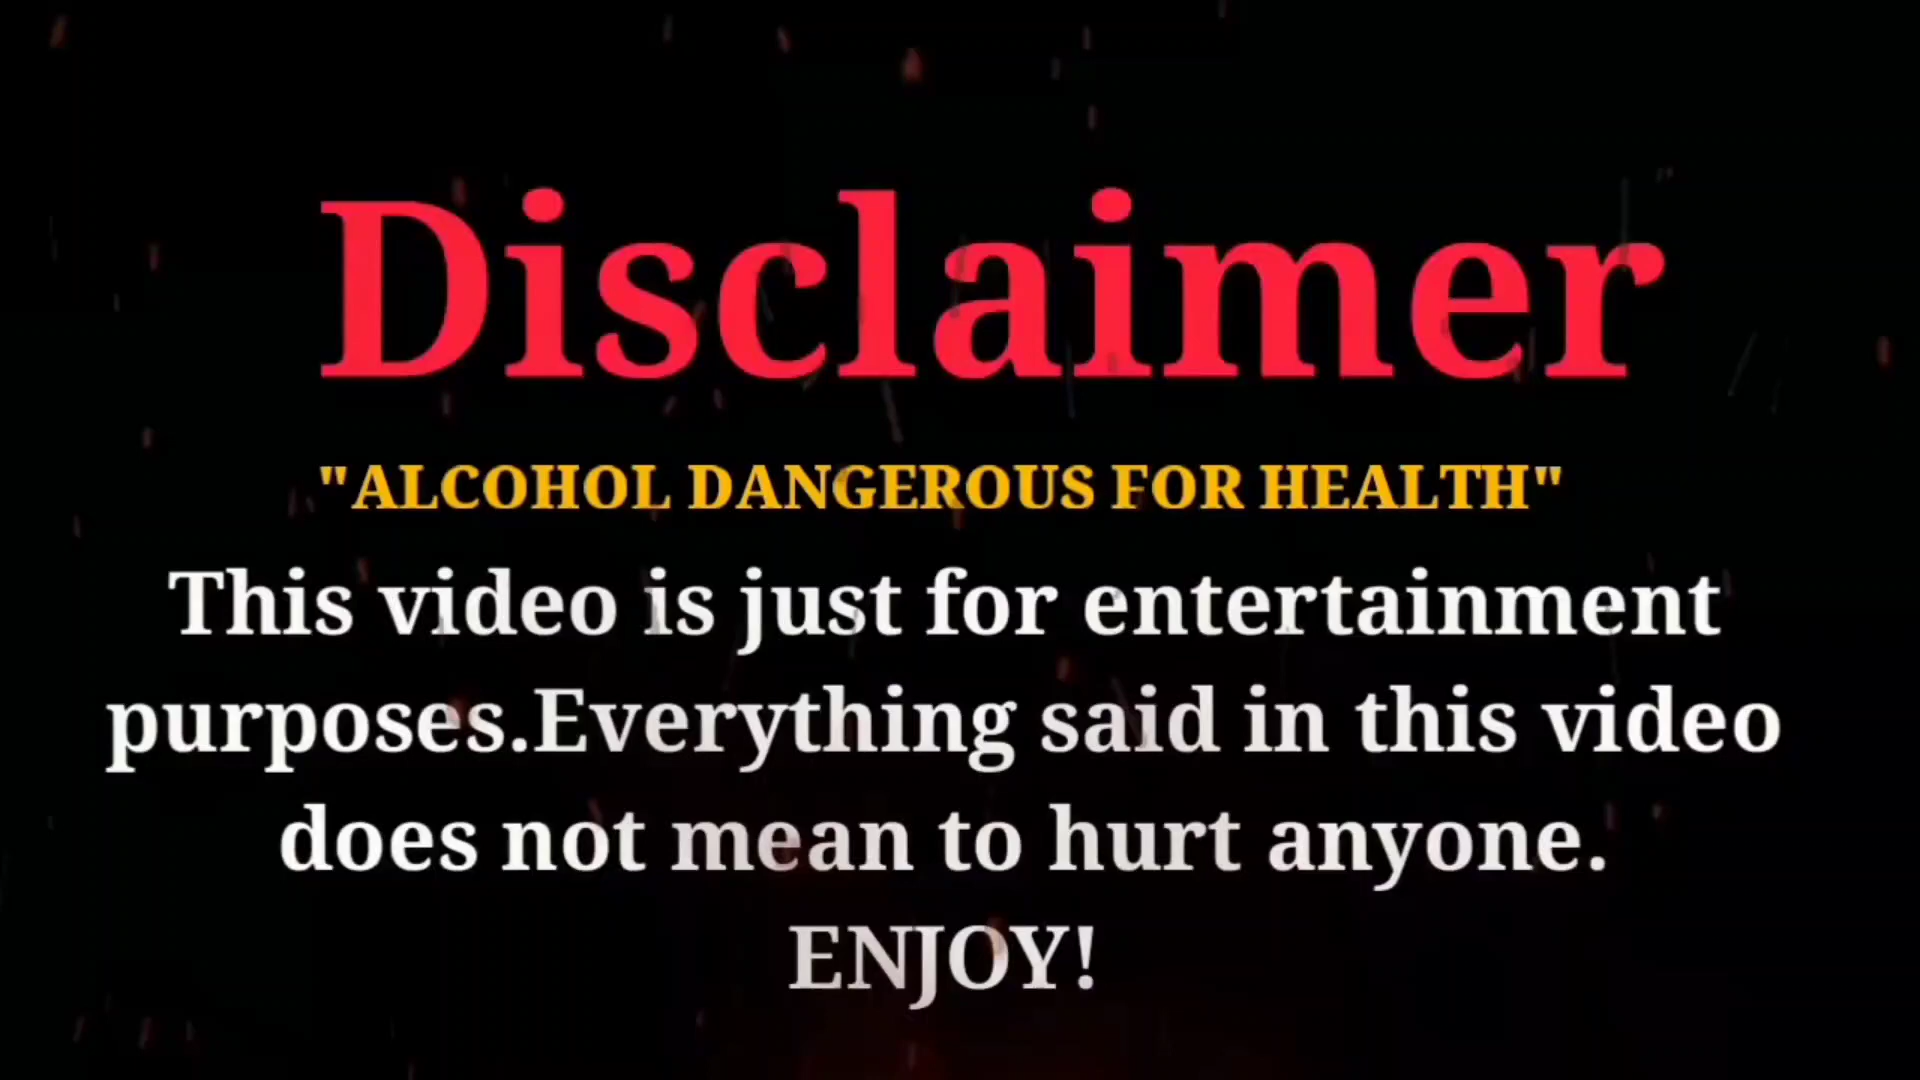 Disclaimer
"ALCOHOL DANGEROUS FOR HEALTH"
This video is just for entertainment
purposes.Everything said in this video
does not mean to hurt anyone.
ENJOY!